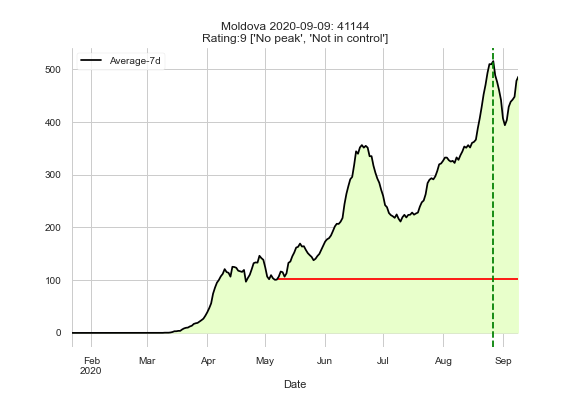 Moldova 2020-09-09: 41144
Rating:9 ['No peak', 'Not in control']
Average-7d
500
400
300
200
100
0
Feb Mar Apr May Jun Jul Aug Sep
2020
Date